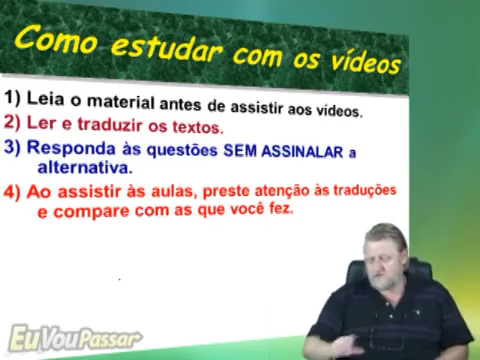 Como estudar com os vídeos
1) Leia o material antes de assistir aos vídeos.
2) Ler e traduzir os textos.
3) Responda às questões SEM ASSINALAR a
alternativa.
4) Ao assistir às aulas, preste atenção às traduções
e compare com as que você fez.
EuVouPassar